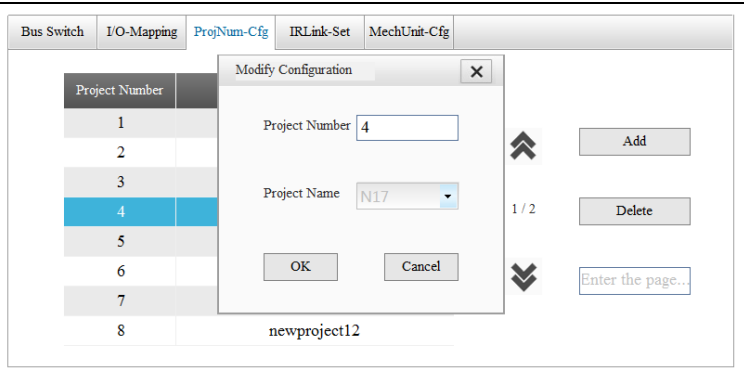 Bus Switch I/O-Mapping ProjNum-Cfg IRLink-Set MechUnit-Cfg
Modify Configuration
Project Number
1
2
3
4
5
6
7
8 newproject12
Project Number 4
Project Name N17
OK Cancel
1 / 2
Add
Delete
Enter the page...